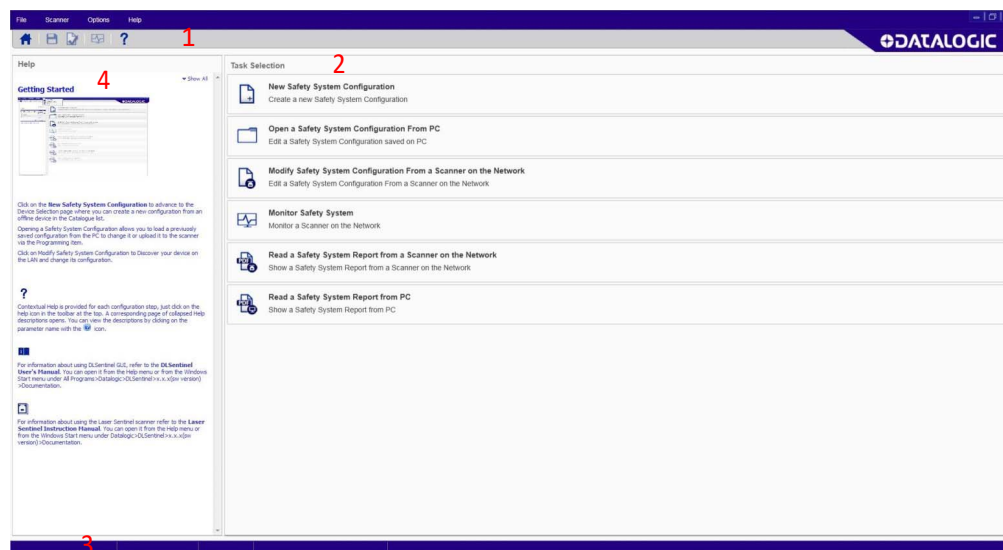 File Scanner Options Help
? 1
DATALOGIC
Help
4
Show All
Getting Started
Click on the New Safety System Configuration to advance to the
Device Selection page where you can create a new configuration from an
offline device in the Catalogue list.
Opening a Safety System Configuration allows you to load a previously
saved configuration from the PC to change it or upload it to the scanner
via the Programming item.
Click on Modify Safety System Configuration to Discover your device on
the LAN and change its configuration.
?
Contextual Help is provided for each configuration step, just click on the
help icon in the toolbar at the top. A corresponding page of collapsed Help
descriptions opens. You can view the descriptions by clicking on the
parameter name with the icon.
For information about using DLSentinel GUI, refer to the DLSentinel
User's Manual. You can open it from the Help menu or from the Windows
Start menu under All Programs>Datalogic>DLSentinel>x.x.x(sw version)
>Documentation.
For information about using the Laser Sentinel scanner refer to the Laser
Sentinel Instruction Manual. You can open it from the Help menu or
from the Windows Start menu under Datalogic>DLSentinel>x.x.x(sw
version)>Documentation.
Task Selection
2
New Safety System Configuration
Create a new Safety System Configuration
Open a Safety System Configuration From PC
Edit a Safety System Configuration saved on PC
Modify Safety System Configuration From a Scanner on the Network
Edit a Safety System Configuration From a Scanner on the Network
Monitor Safety System
Monitor a Scanner on the Network
PDF
Read a Safety System Report from a Scanner on the Network
Show a Safety System Report from a Scanner on the Network
PDF
Read a Safety System Report from PC
Show a Safety System Report from PC
3